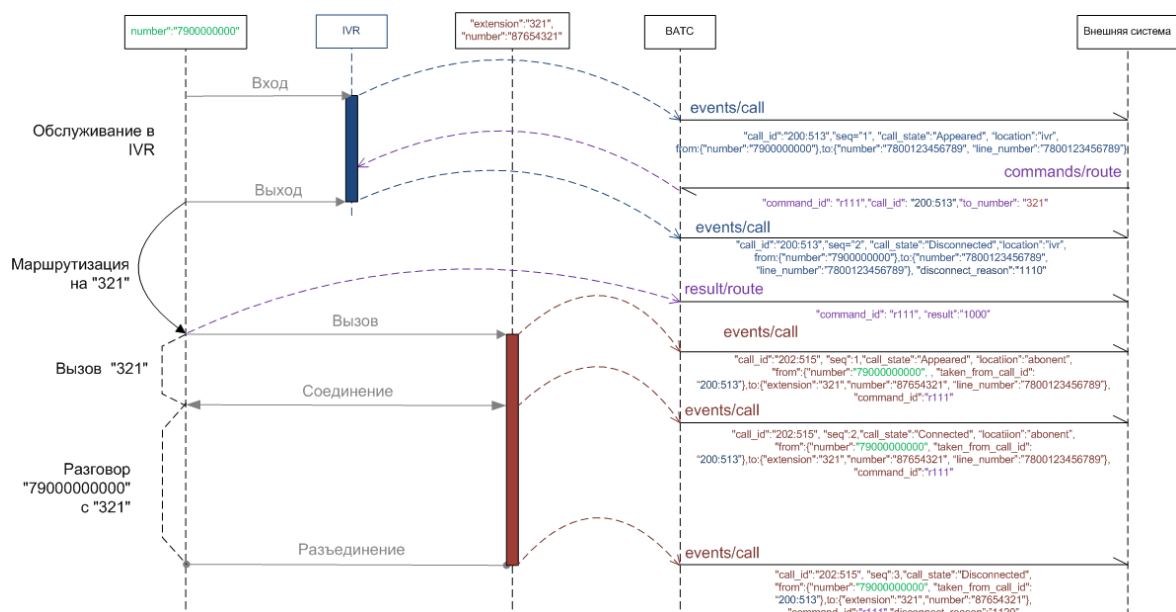 number":"7900000000"
IVR
"extension":"321",
"number":"87654321"
ВАТС
Внешняя система
Вход
events/call
Обслуживание в
IVR
"call_id":"200:513","seq="1", "call_state":"Appeared", "location":"ivr",
from:{"number":"7900000000"},to:{"number":"7800123456789", "line_number":"7800123456789"}
commands/route
Выход
"command_id": "r111","call_id": "200:513","to_number": "321"
events/call
"call_id":"200:513","seq="2", "call_state":"Disconnected","location":"ivr",
from:{"number":"7900000000"},to:{"number":"7800123456789",
"line_number":"7800123456789"}, "disconnect_reason":"1110"
Маршрутизация
на "321"
result/route
"command_id": "r111", "result":"1000"
Вызов
events/call
"call_id":"202:515", "seq":1,"call_state":"Appeared", "locatiion":"abonent",
"from":{"number":"79000000000", , "taken_from_call_id":
"200:513"},to:{"extension":"321","number":"87654321", "line_number":"7800123456789"},
"command_id":"r111"
Вызов "321"
Соединение
events/call
"call_id":"202:515", "seq":2,"call_state":"Connected", "locatiion":"abonent",
"from":{"number":"79000000000", "taken_from_call_id":
"200:513"},to:{"extension":"321","number":"87654321", "line_number":"7800123456789"},
"command_id":"r111"
Разговор
"79000000000"
с "321"
Разъединение
events/call
"call_id":"202:515", "seq":3,"call_state":"Disconnected",
"from":{"number":"79000000000", "taken_from_call_id":
"200:513"},to:{"extension":"321","number":"87654321"},
"command_id":"r111","disconnect_reason":"1120"